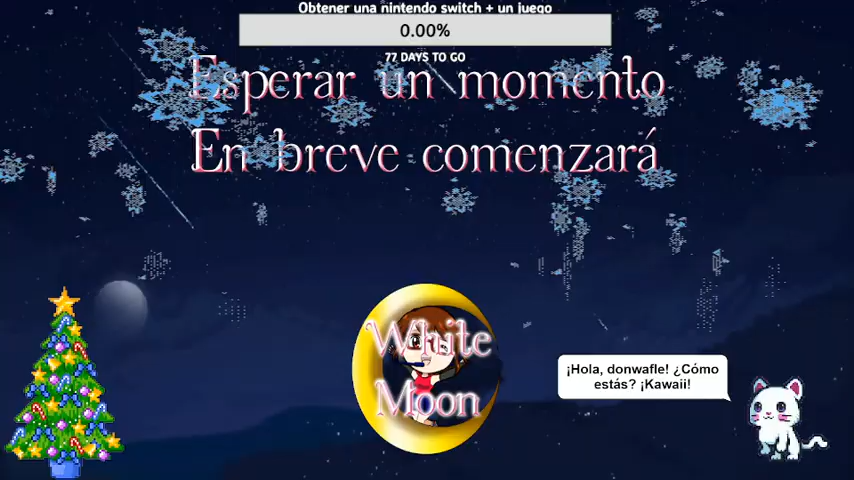 Obtener una nintendo switch + un juego
0.00%
77 DAYS TO GO
Esperar un momento
En breve comenzará
White
Moon
¡Hola, donwafle! ¿Cómo
estás? ¡Kawaii!